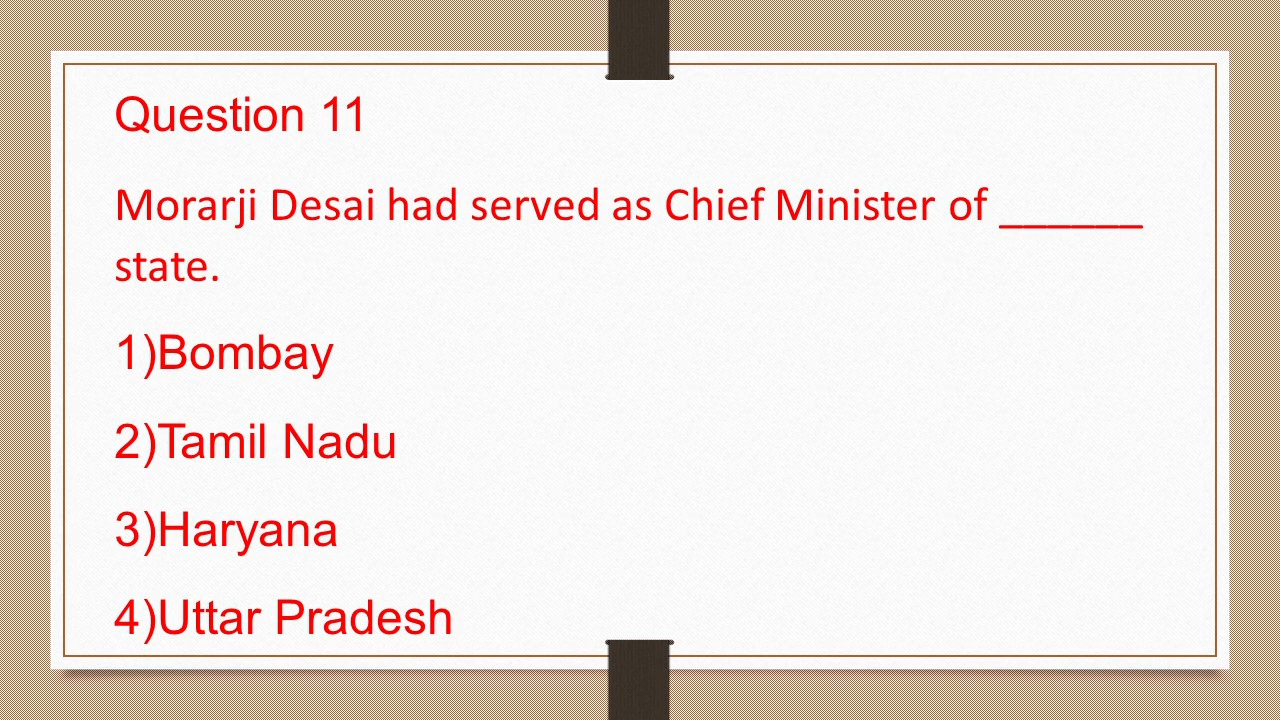 Question 11
Morarji Desai had served as Chief Minister of ______
state.
1)Bombay
2)Tamil Nadu
3)Haryana
4)Uttar Pradesh